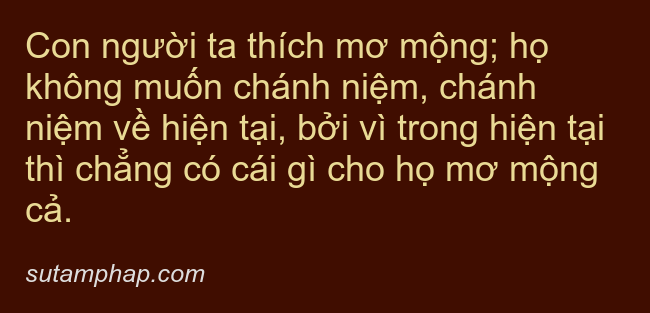 Con người ta thích mơ mộng; họ
không muốn chánh niệm, chánh
niệm về hiện tại, bởi vì trong hiện tại
thì chẳng có cái gì cho họ mơ mộng
cả.
sutamphap.com